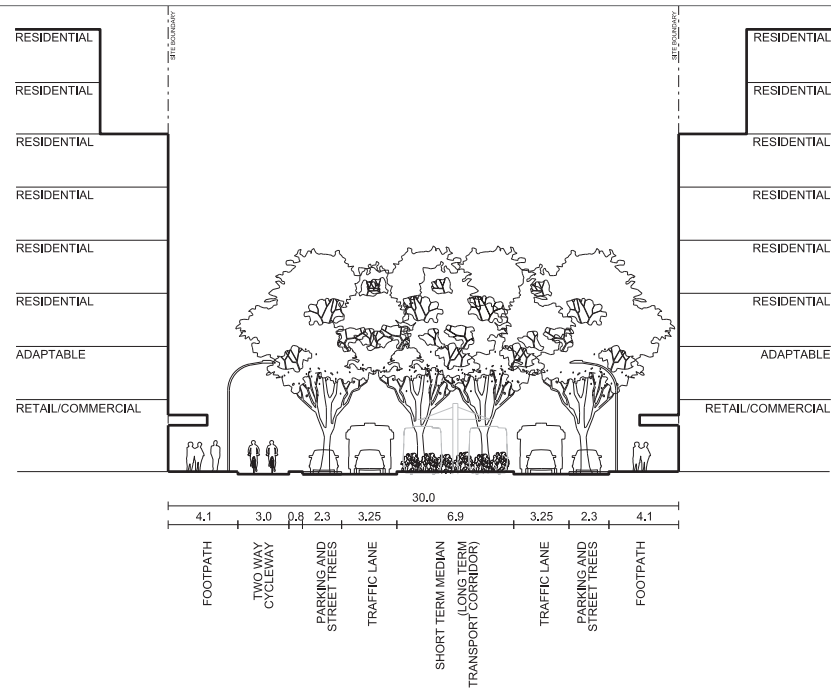 SITE BOUNDARY
SITE BOUNDARY
RESIDENTIAL
RESIDENTIAL
RESIDENTIAL
RESIDENTIAL
RESIDENTIAL
RESIDENTIAL
RESIDENTIAL
RESIDENTIAL
RESIDENTIAL
RESIDENTIAL
RESIDENTIAL
RESIDENTIAL
ADAPTABLE
ADAPTABLE
RETAIL/COMMERCIAL
RETAIL/COMMERCIAL
30.0
4.1 3.0 0.8 2.3 3.25 6.9 3.25 2.3 4.1
FOOTPATH
TWO WAY
CYCLEWAY
PARKING AND
STREET TREES
TRAFFIC LANE
SHORT TERM MEDIAN
(LONG TERM
TRANSPORT CORRIDOR)
TRAFFIC LANE
PARKING AND
STREET TREES
FOOTPATH